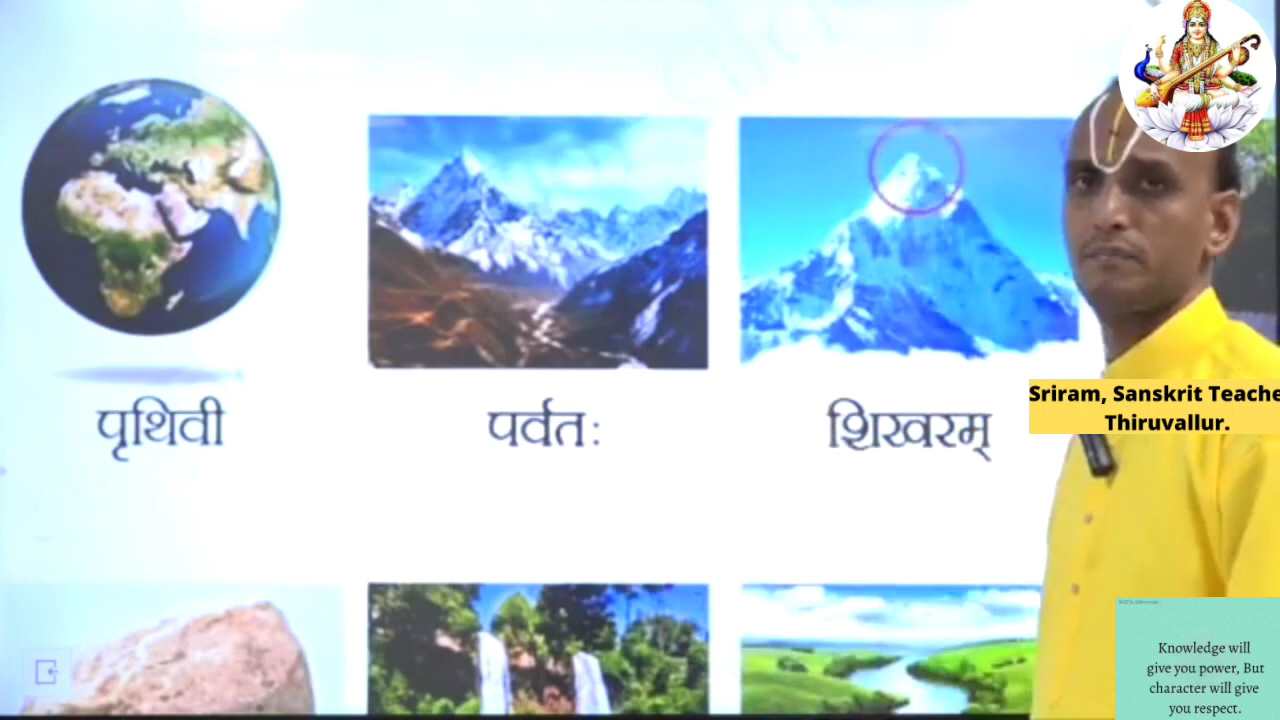 पृथिवी
पर्वतः
शिखरम्
Sriram, Sanskrit Teache
Thiruvallur.
Knowledge will
give you power, But
character will give
you respect.